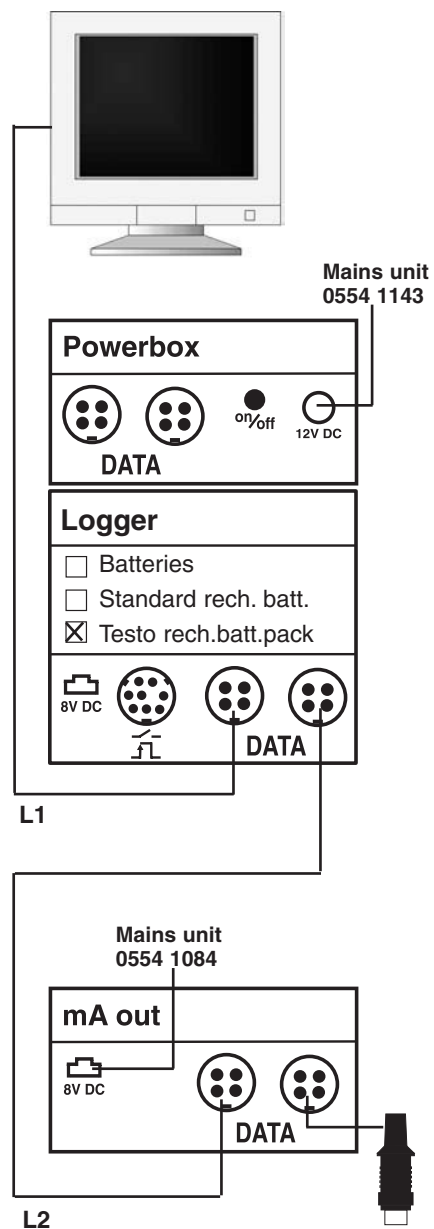 Mains unit
0554 1143
Powerbox
on/off
12V DC
DATA
Logger
Batteries
Standard rech. batt.
Testo rech.batt.pack
8V DC
DATA
L1
Mains unit
0554 1084
mA out
8V DC
DATA
L2